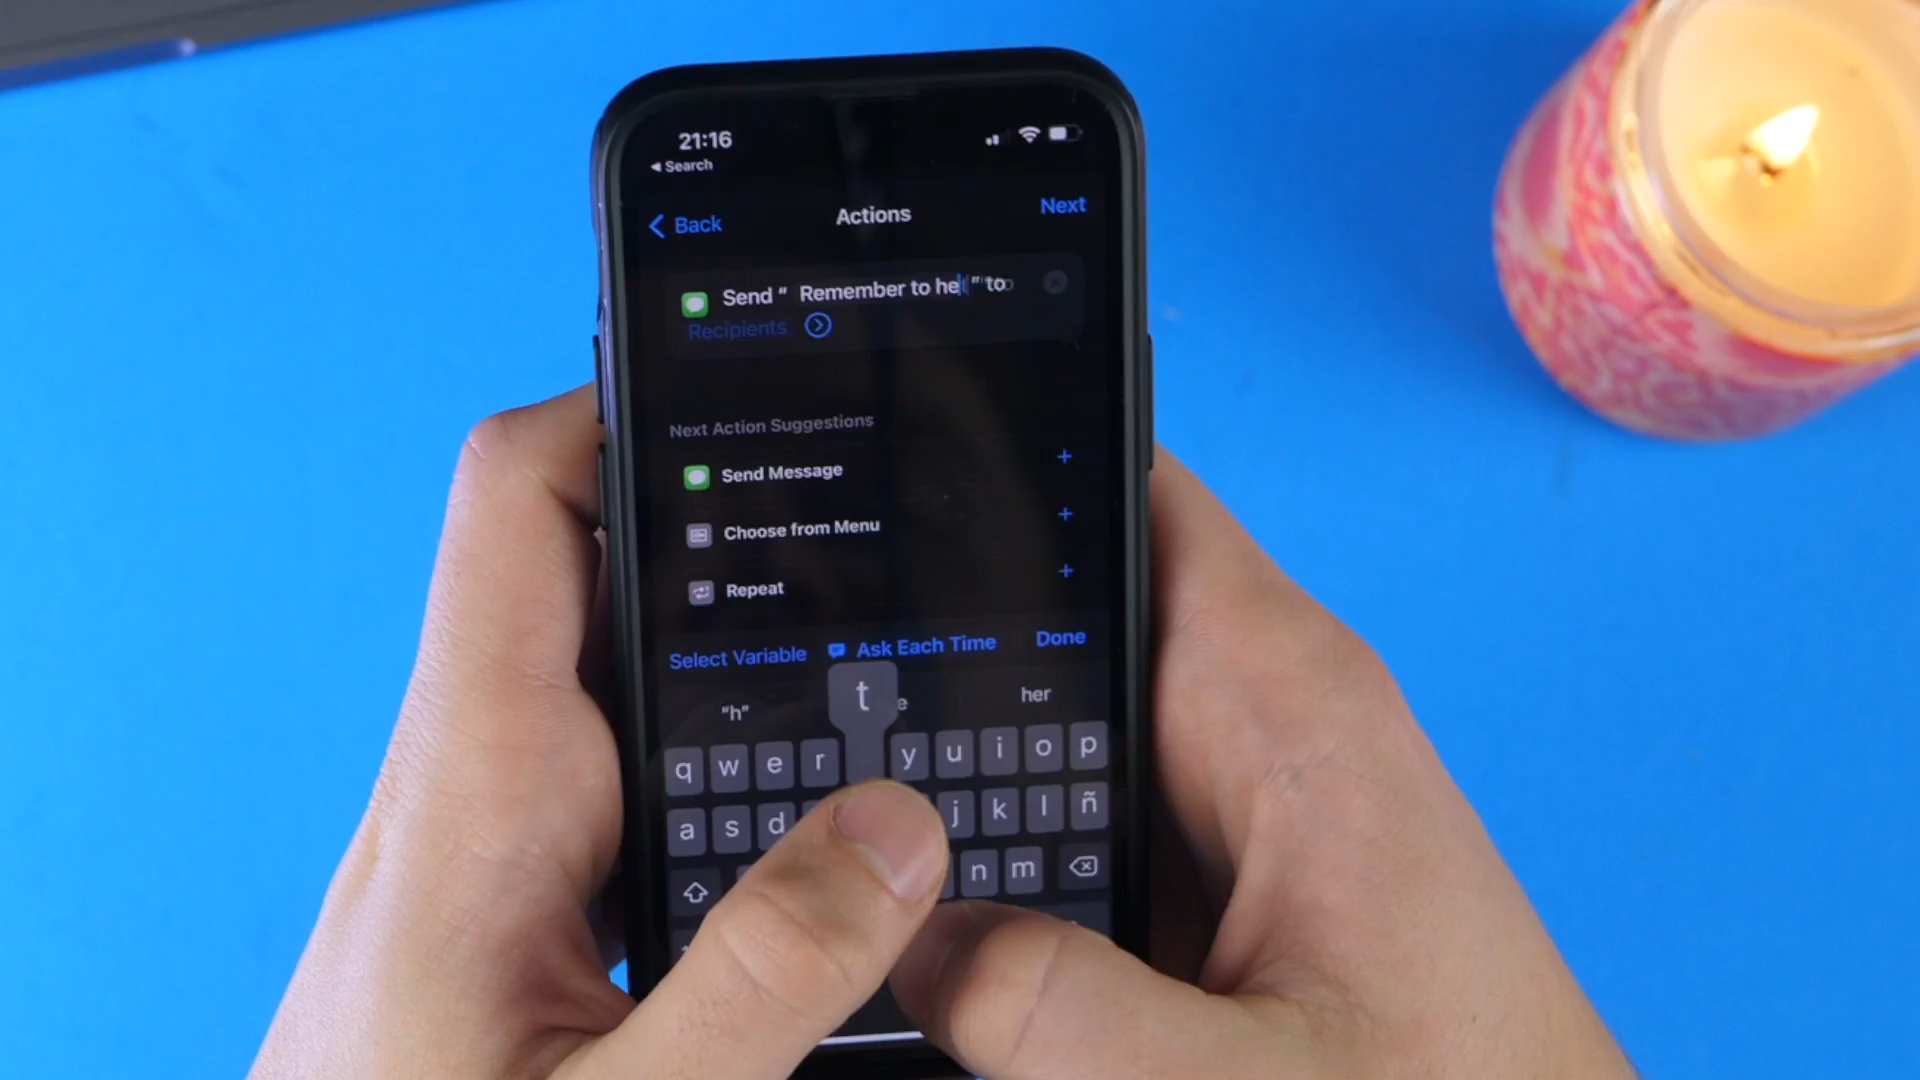 21:16
◂ Search
Back
Actions
Next
Send “ Remember to he ” to
Recipients
Next Action Suggestions
Send Message
Choose from Menu
Repeat
Select Variable
Ask Each Time
Done
“h”
t
e
her
q w e r y u i o p
a s d j k l ñ
n m